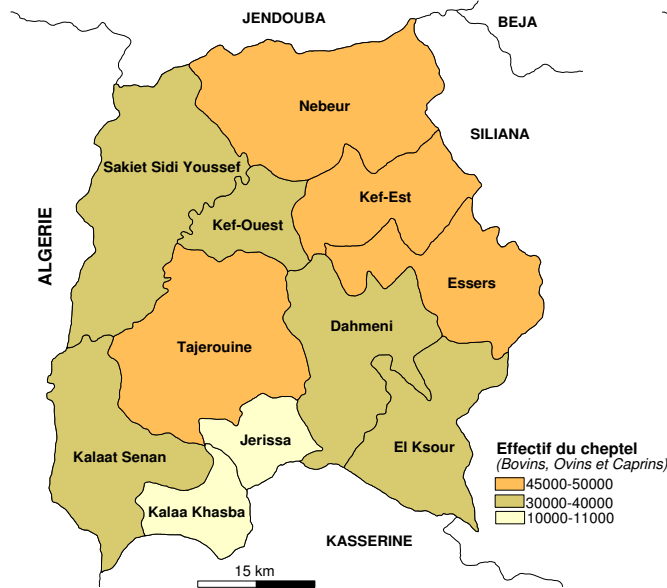 JENDOUBA
BEJA
Nebeur
SILIANA
Sakiet Sidi Youssef
Kef-Est
Kef-Ouest
ALGERIE
Essers
Dahmeni
Tajerouine
Jerissa
El Ksour
Kalaat Senan
Effectif du cheptel
(Bovins, Ovins et Caprins)
45000-50000
30000-40000
10000-11000
Kalaa Khasba
KASSERINE
15 km